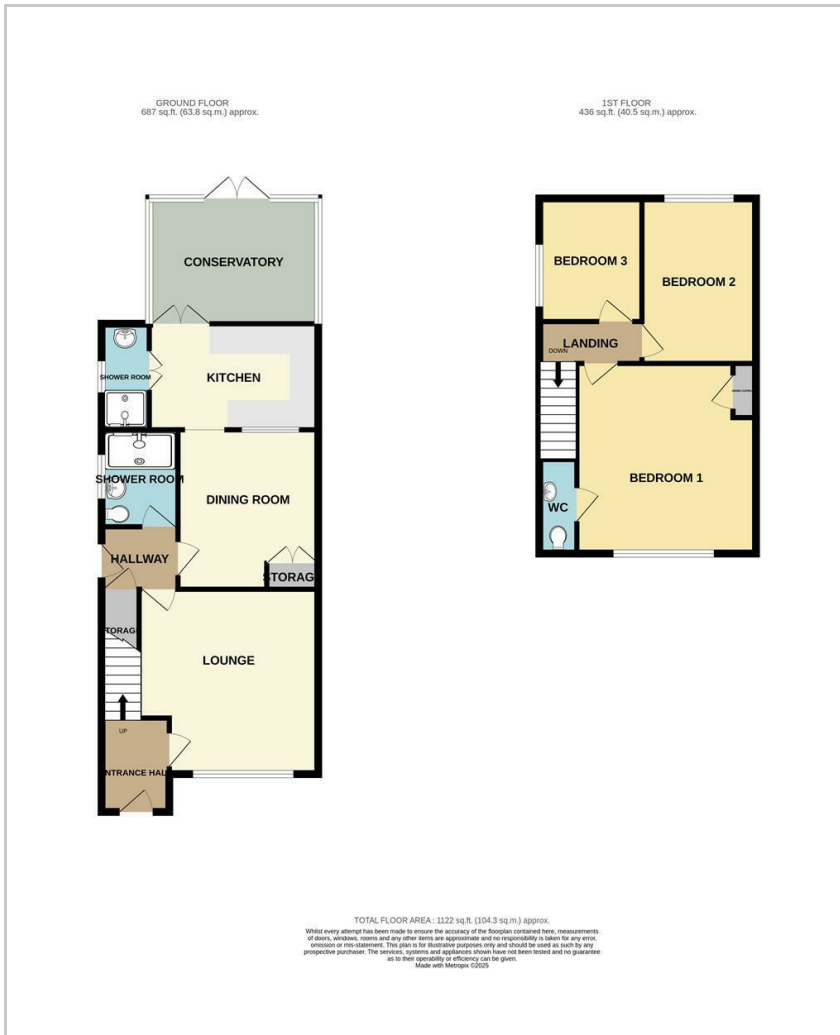 GROUND FLOOR
687 sq.ft. (63.8 sq.m.) approx.
1ST FLOOR
436 sq.ft. (40.5 sq.m.) approx.
CONSERVATORY
SHOWER ROOM
KITCHEN
SHOWER ROOM
DINING ROOM
HALLWAY
STORAG
TORAG
LOUNGE
UP
NTRANCE HAL
BEDROOM 3
BEDROOM 2
LANDING
DOWN
BEDROOM 1
WC
TOTAL FLOOR AREA : 1122 sq.ft. (104.3 sq.m.) approx.
Whilst every attempt has been made to ensure the accuracy of the floorplan contained here, measurements
of doors, windows, rooms and any other items are approximate and no responsibility is taken for any error,
omission or mis-statement. This plan is for illustrative purposes only and should be used as such by any
prospective purchaser. The services, systems and appliances shown have not been tested and no guarantee
as to their operability or efficiency can be given.
Made with Metropix ©2025